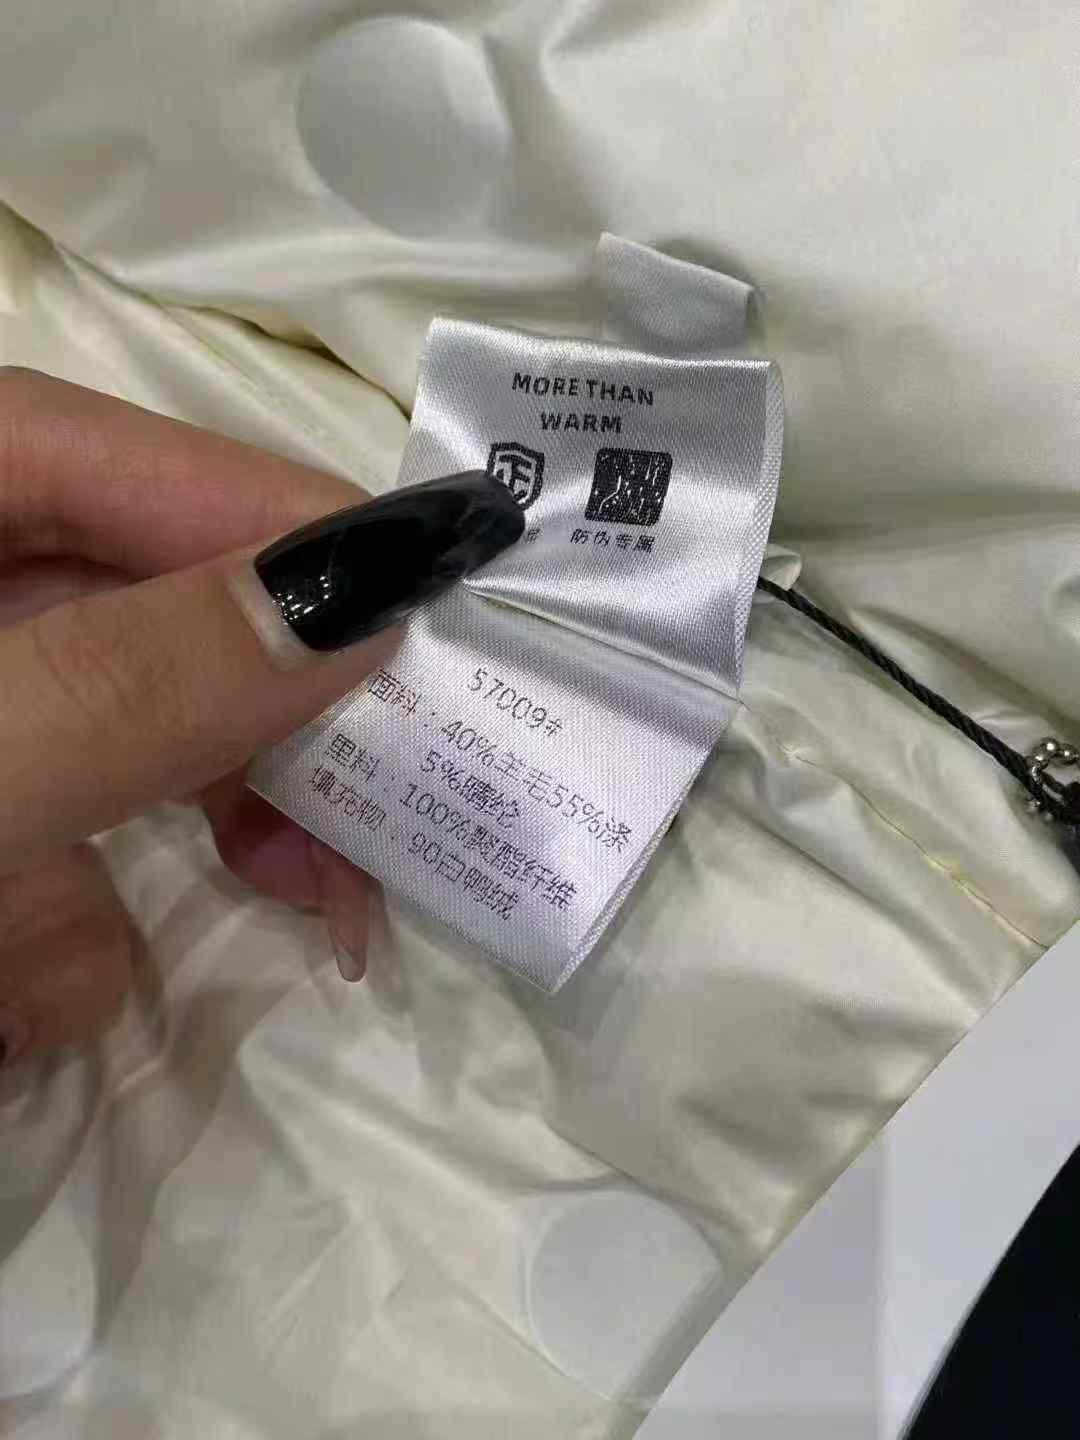 MORE THAN
WARM
正
防伪专属
57009#
面料：40%羊毛55%涤
5%腈纶
里料：100%聚酯纤维
填充物：90白鸭绒